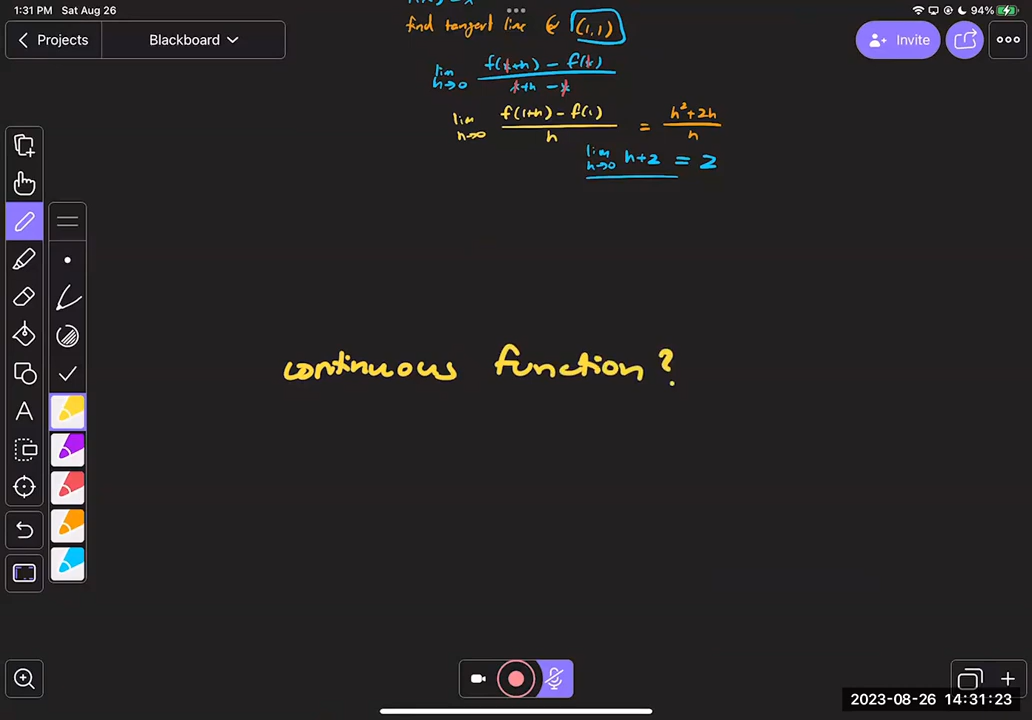 1:31 PM Sat Aug 26
94%
Projects
Blackboard
Invite
find tangent line @ (1,1)
lim h→0 f(x+h) - f(x) / x+h - x
lim h→0 f(1+h) - f(1) / h = h²+2h / h
lim h→0 h+2 = 2
continuous function?
A
2023-08-26 14:31:23